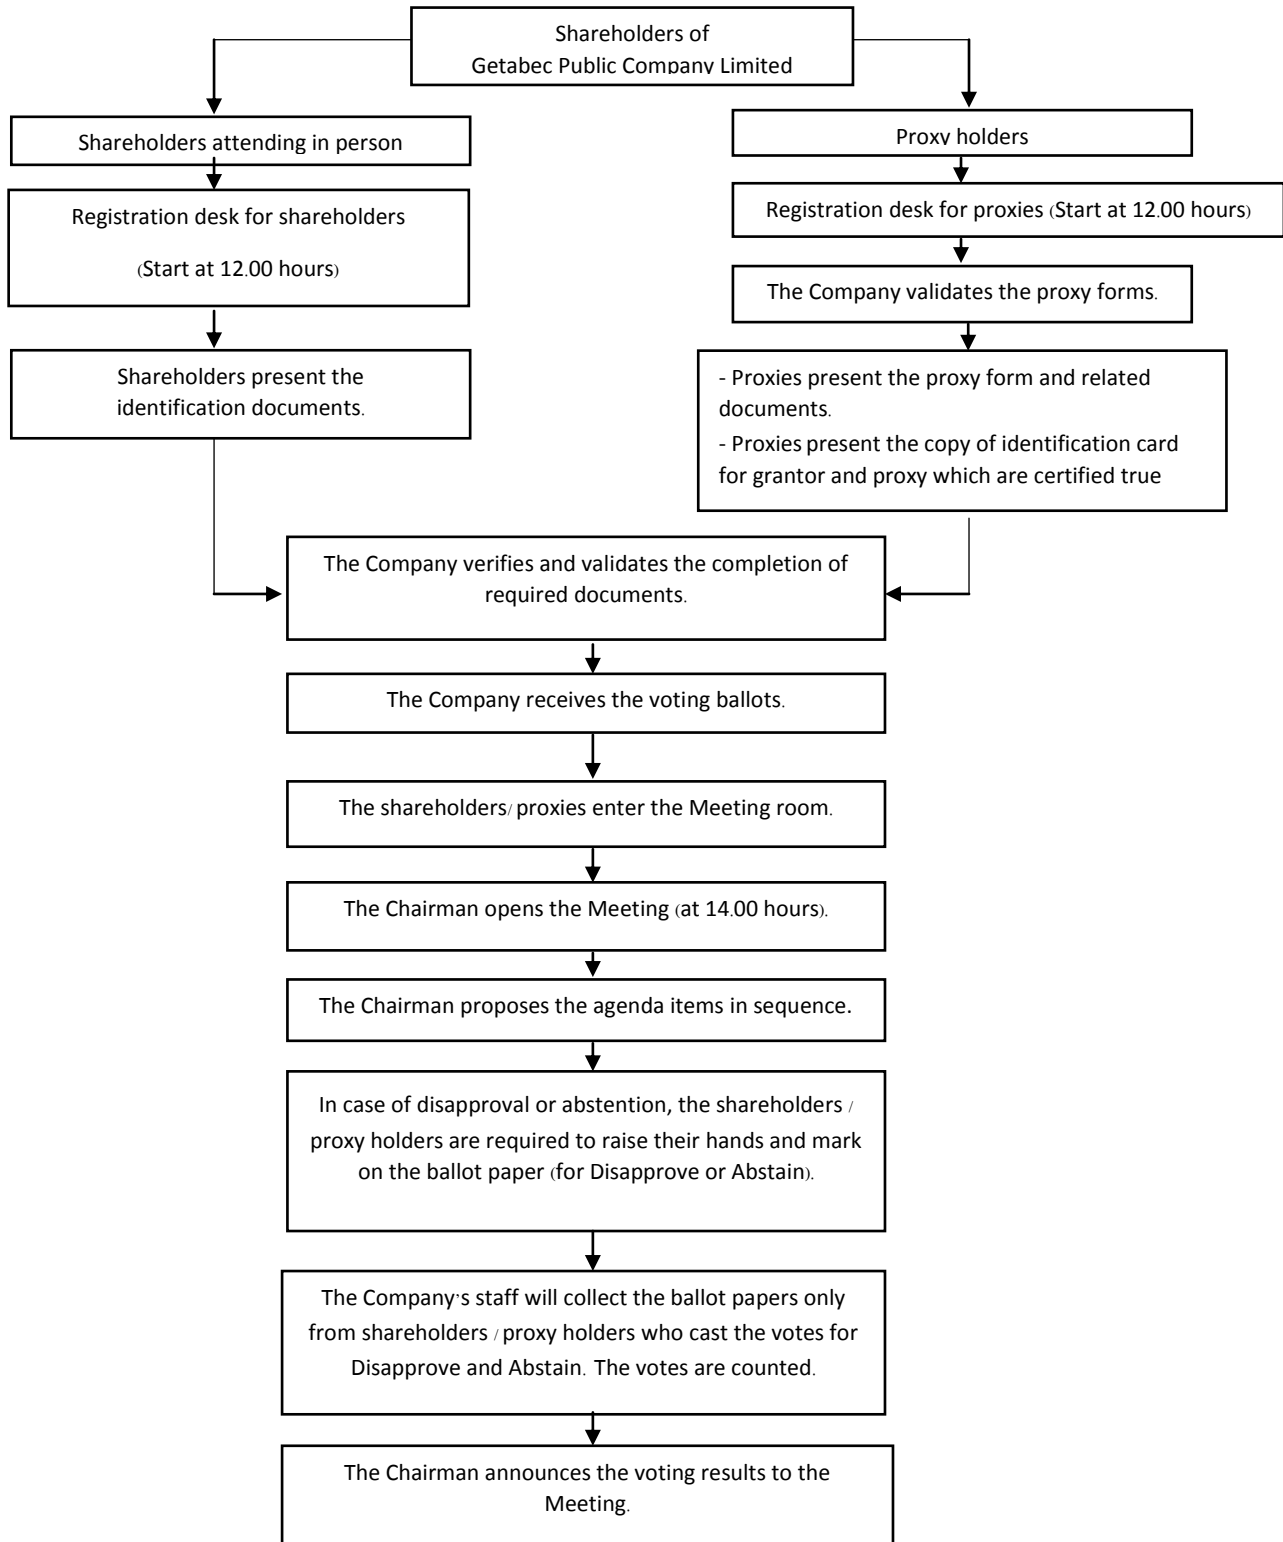 Shareholders of
Getabec Public Company Limited
Shareholders attending in person
Proxy holders
Registration desk for shareholders
(Start at 12.00 hours)
Registration desk for proxies (Start at 12.00 hours)
The Company validates the proxy forms.
Shareholders present the
identification documents.
- Proxies present the proxy form and related
documents.
- Proxies present the copy of identification card
for grantor and proxy which are certified true
The Company verifies and validates the completion of
required documents.
The Company receives the voting ballots.
The shareholders/ proxies enter the Meeting room.
The Chairman opens the Meeting (at 14.00 hours).
The Chairman proposes the agenda items in sequence.
In case of disapproval or abstention, the shareholders /
proxy holders are required to raise their hands and mark
on the ballot paper (for Disapprove or Abstain).
The Company's staff will collect the ballot papers only
from shareholders / proxy holders who cast the votes for
Disapprove and Abstain. The votes are counted.
The Chairman announces the voting results to the
Meeting.